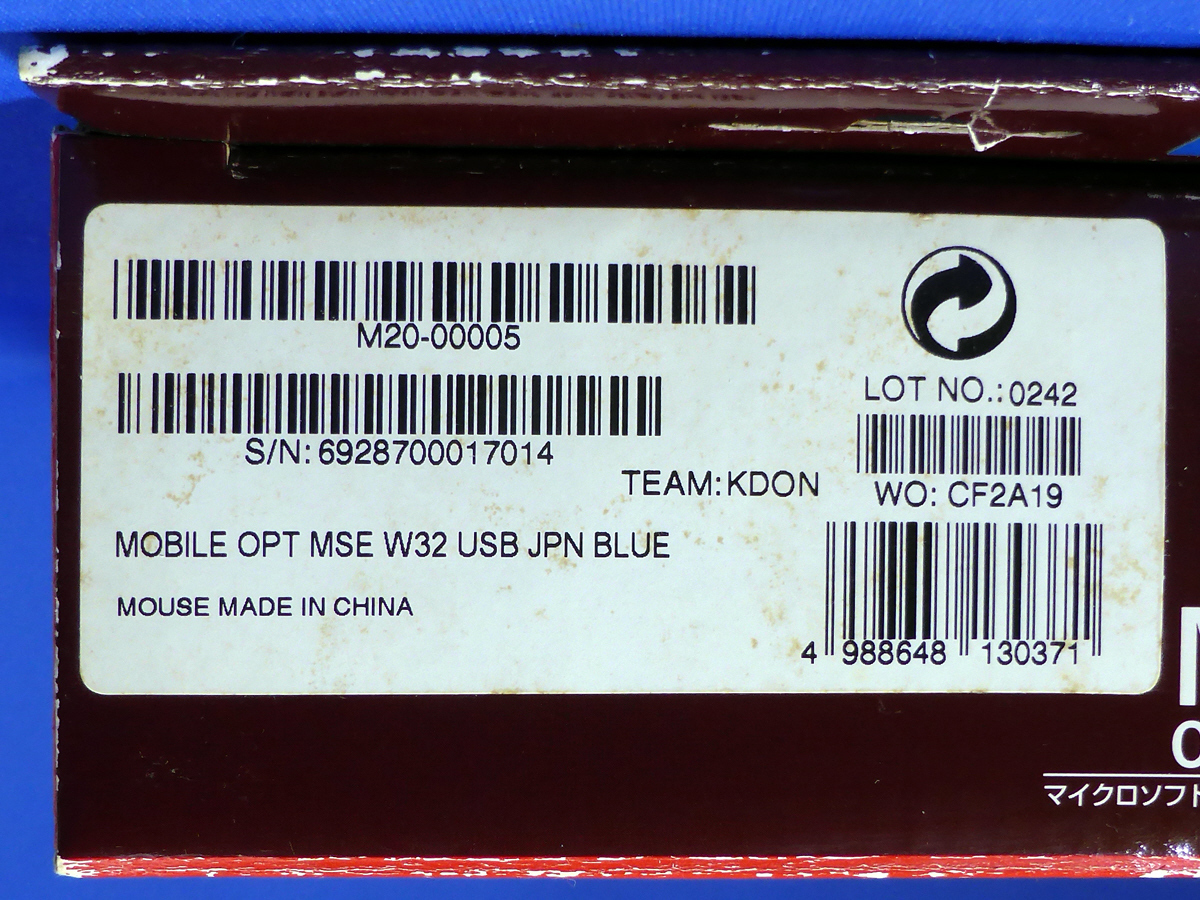 M20-00005
S/N: 6928700017014
LOT NO.: 0242
TEAM: KDON
WO: CF2A19
MOBILE OPT MSE W32 USB JPN BLUE
MOUSE MADE IN CHINA
4 988648 130371
マイクロソフト